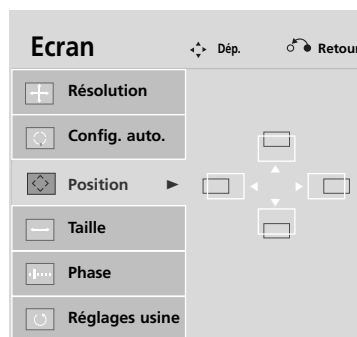 Ecran Dép. Retour
Résolution
Config. auto.
Position
Taille
Phase
Réglages usine